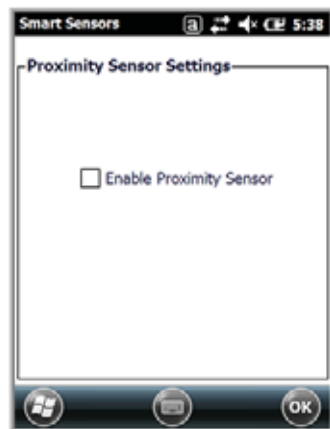 Smart Sensors a 5:38
Proximity Sensor Settings
Enable Proximity Sensor
OK